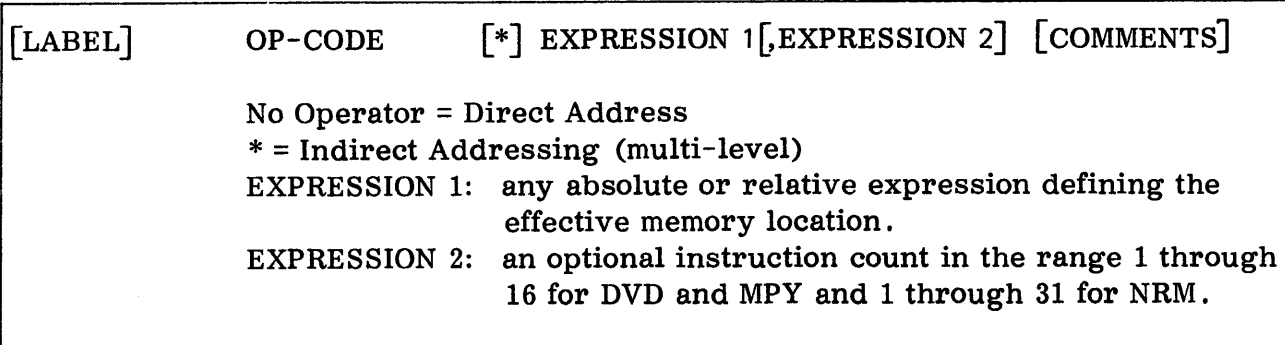 [LABEL] OP-CODE [*] EXPRESSION 1[,EXPRESSION 2] [COMMENTS]
No Operator = Direct Address
* = Indirect Addressing (multi-level)
EXPRESSION 1: any absolute or relative expression defining the
effective memory location.
EXPRESSION 2: an optional instruction count in the range 1 through
16 for DVD and MPY and 1 through 31 for NRM.